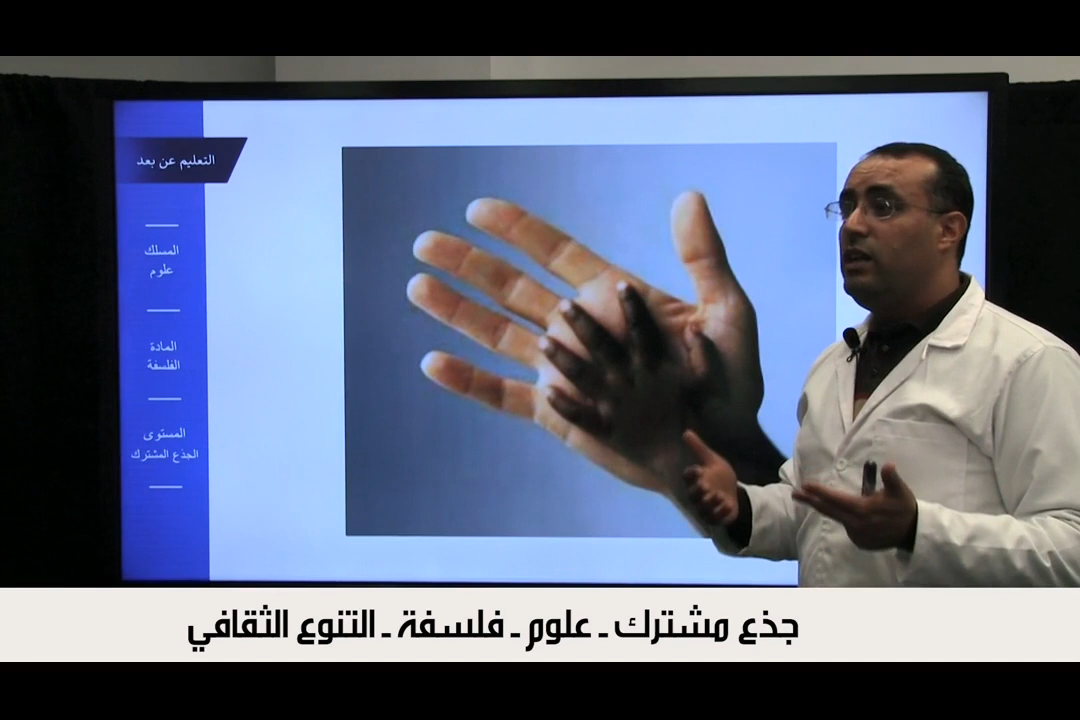 التعليم عن بعد
المسلك
علوم
المادة
الفلسفة
المستوى
الجذع المشترك
جذع مشترك ـ علوم ـ فلسفة ـ التنوع الثقافي